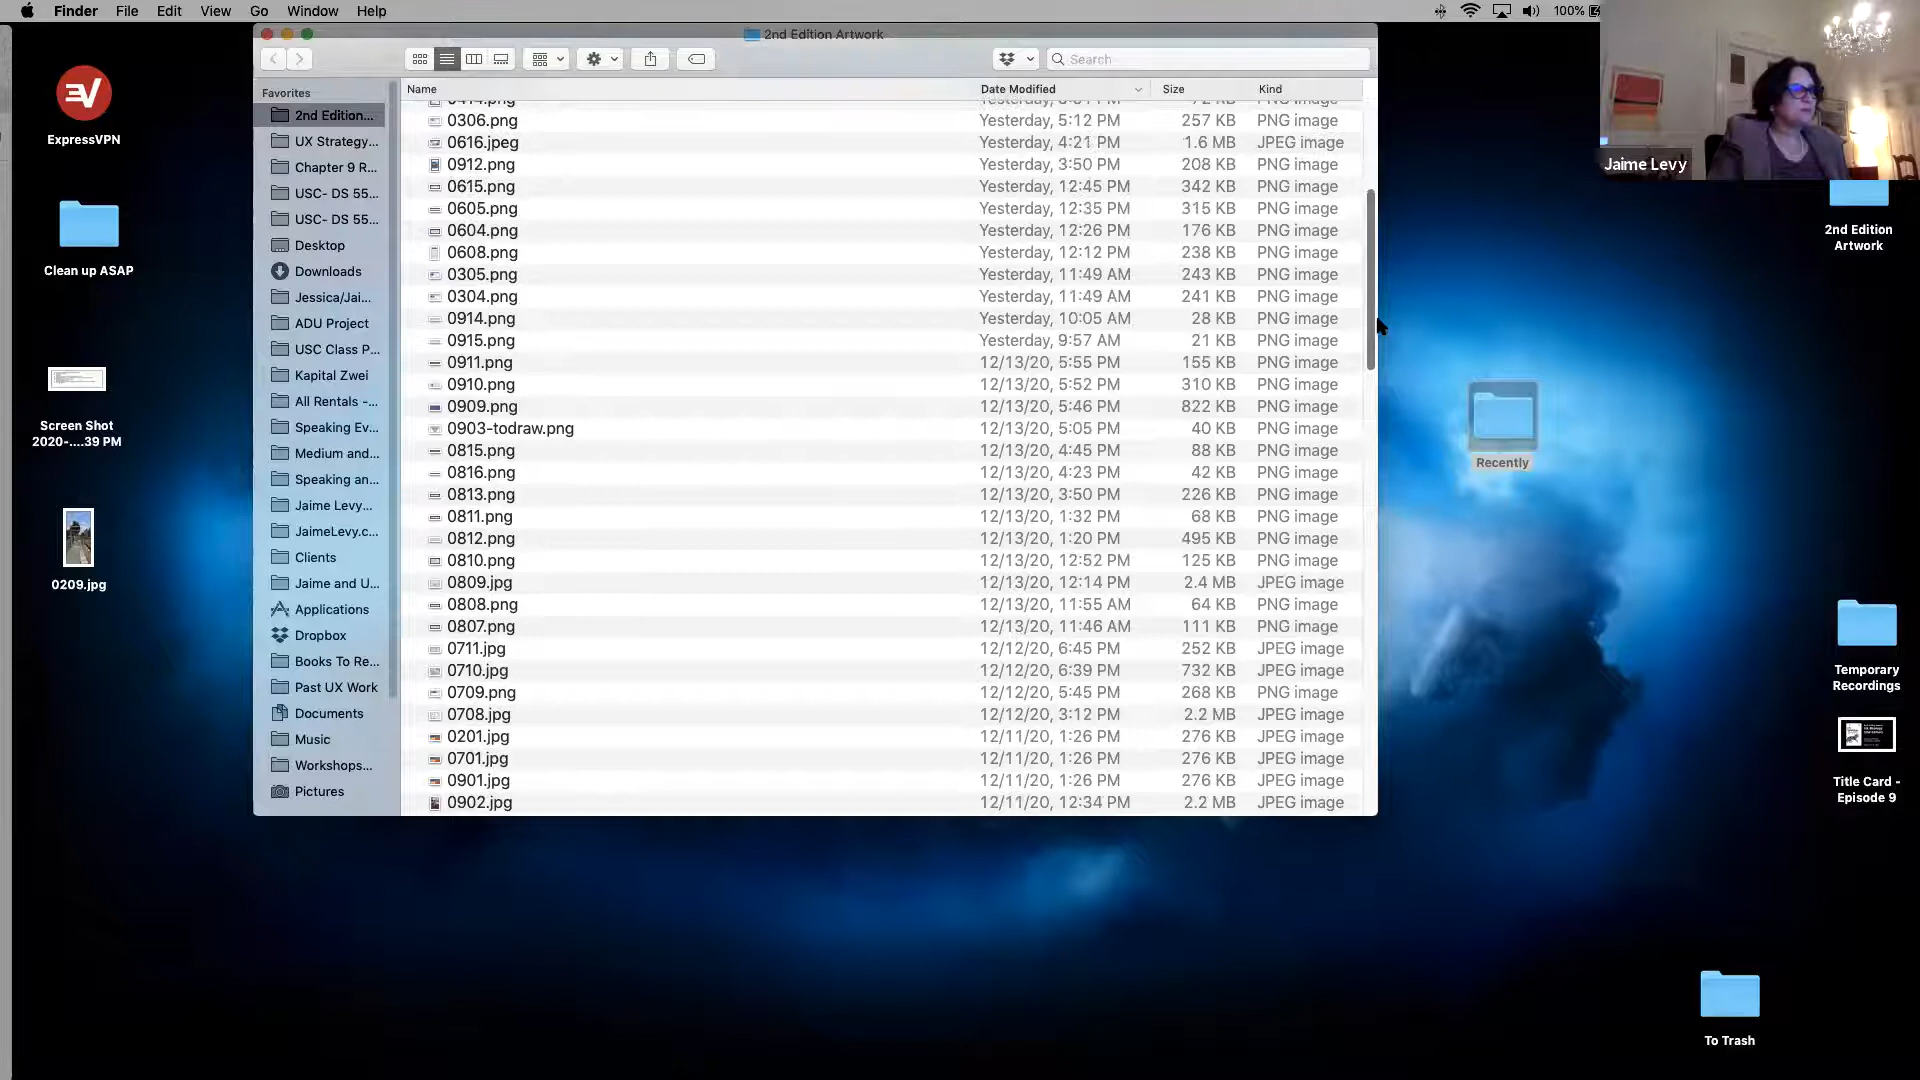 Finder File Edit View Go Window Help
100%
2nd Edition Artwork
Search
Favorites
2nd Edition...
UX Strategy...
Chapter 9 R...
USC- DS 55...
USC- DS 55...
Desktop
Downloads
Jessica/Jai...
ADU Project
USC Class P...
Kapital Zwei
All Rentals -...
Speaking Ev...
Medium and...
Speaking an...
Jaime Levy...
JaimeLevy.c...
Clients
Jaime and U...
Applications
Dropbox
Books To Re...
Past UX Work
Documents
Music
Workshops...
Pictures
Name Date Modified Size Kind
0306.png Yesterday, 5:12 PM 257 KB PNG image
0616.jpeg Yesterday, 4:21 PM 1.6 MB JPEG image
0912.png Yesterday, 3:50 PM 208 KB PNG image
0615.png Yesterday, 12:45 PM 342 KB PNG image
0605.png Yesterday, 12:35 PM 315 KB PNG image
0604.png Yesterday, 12:26 PM 176 KB PNG image
0608.png Yesterday, 12:12 PM 238 KB PNG image
0305.png Yesterday, 11:49 AM 243 KB PNG image
0304.png Yesterday, 11:49 AM 241 KB PNG image
0914.png Yesterday, 10:05 AM 28 KB PNG image
0915.png Yesterday, 9:57 AM 21 KB PNG image
0911.png 12/13/20, 5:55 PM 155 KB PNG image
0910.png 12/13/20, 5:52 PM 310 KB PNG image
0909.png 12/13/20, 5:46 PM 822 KB PNG image
0903-todraw.png 12/13/20, 5:05 PM 40 KB PNG image
0815.png 12/13/20, 4:45 PM 88 KB PNG image
0816.png 12/13/20, 4:23 PM 42 KB PNG image
0813.png 12/13/20, 3:50 PM 226 KB PNG image
0811.png 12/13/20, 1:32 PM 68 KB PNG image
0812.png 12/13/20, 1:20 PM 495 KB PNG image
0810.png 12/13/20, 12:52 PM 125 KB PNG image
0809.jpg 12/13/20, 12:14 PM 2.4 MB JPEG image
0808.png 12/13/20, 11:55 AM 64 KB PNG image
0807.png 12/13/20, 11:46 AM 111 KB PNG image
0711.jpg 12/12/20, 6:45 PM 252 KB JPEG image
0710.jpg 12/12/20, 6:39 PM 732 KB JPEG image
0709.png 12/12/20, 5:45 PM 268 KB PNG image
0708.jpg 12/12/20, 3:12 PM 2.2 MB JPEG image
0201.jpg 12/11/20, 1:26 PM 276 KB JPEG image
0701.jpg 12/11/20, 1:26 PM 276 KB JPEG image
0901.jpg 12/11/20, 1:26 PM 276 KB JPEG image
0902.jpg 12/11/20, 12:34 PM 2.2 MB JPEG image
ExpressVPN
Clean up ASAP
Screen Shot
2020-....39 PM
0209.jpg
Jaime Levy
2nd Edition
Artwork
Recently
Temporary
Recordings
Title Card -
Episode 9
To Trash